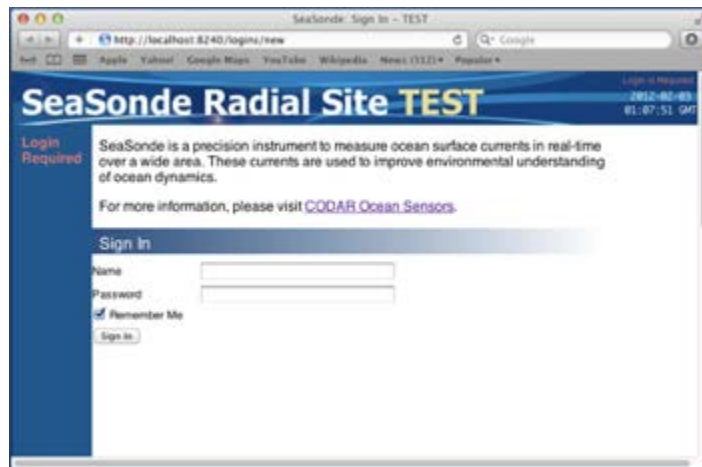 SeaSonde: Sign In – TEST
http://localhost:8240/logins/new
Google
Apple Yahoo! Google Maps YouTube Wikipedia News (112) Popular
Login is Required
SeaSonde Radial Site TEST
2012-02-03
01:07:51 GMT
Login
Required
SeaSonde is a precision instrument to measure ocean surface currents in real-time
over a wide area. These currents are used to improve environmental understanding
of ocean dynamics.
For more information, please visit CODAR Ocean Sensors.
Sign In
Name
Password
Remember Me
Sign In